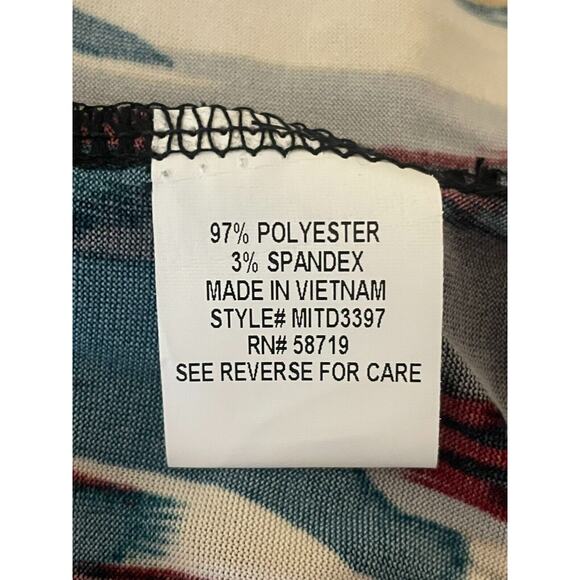 97% POLYESTER
3% SPANDEX
MADE IN VIETNAM
STYLE# MITD3397
RN# 58719
SEE REVERSE FOR CARE